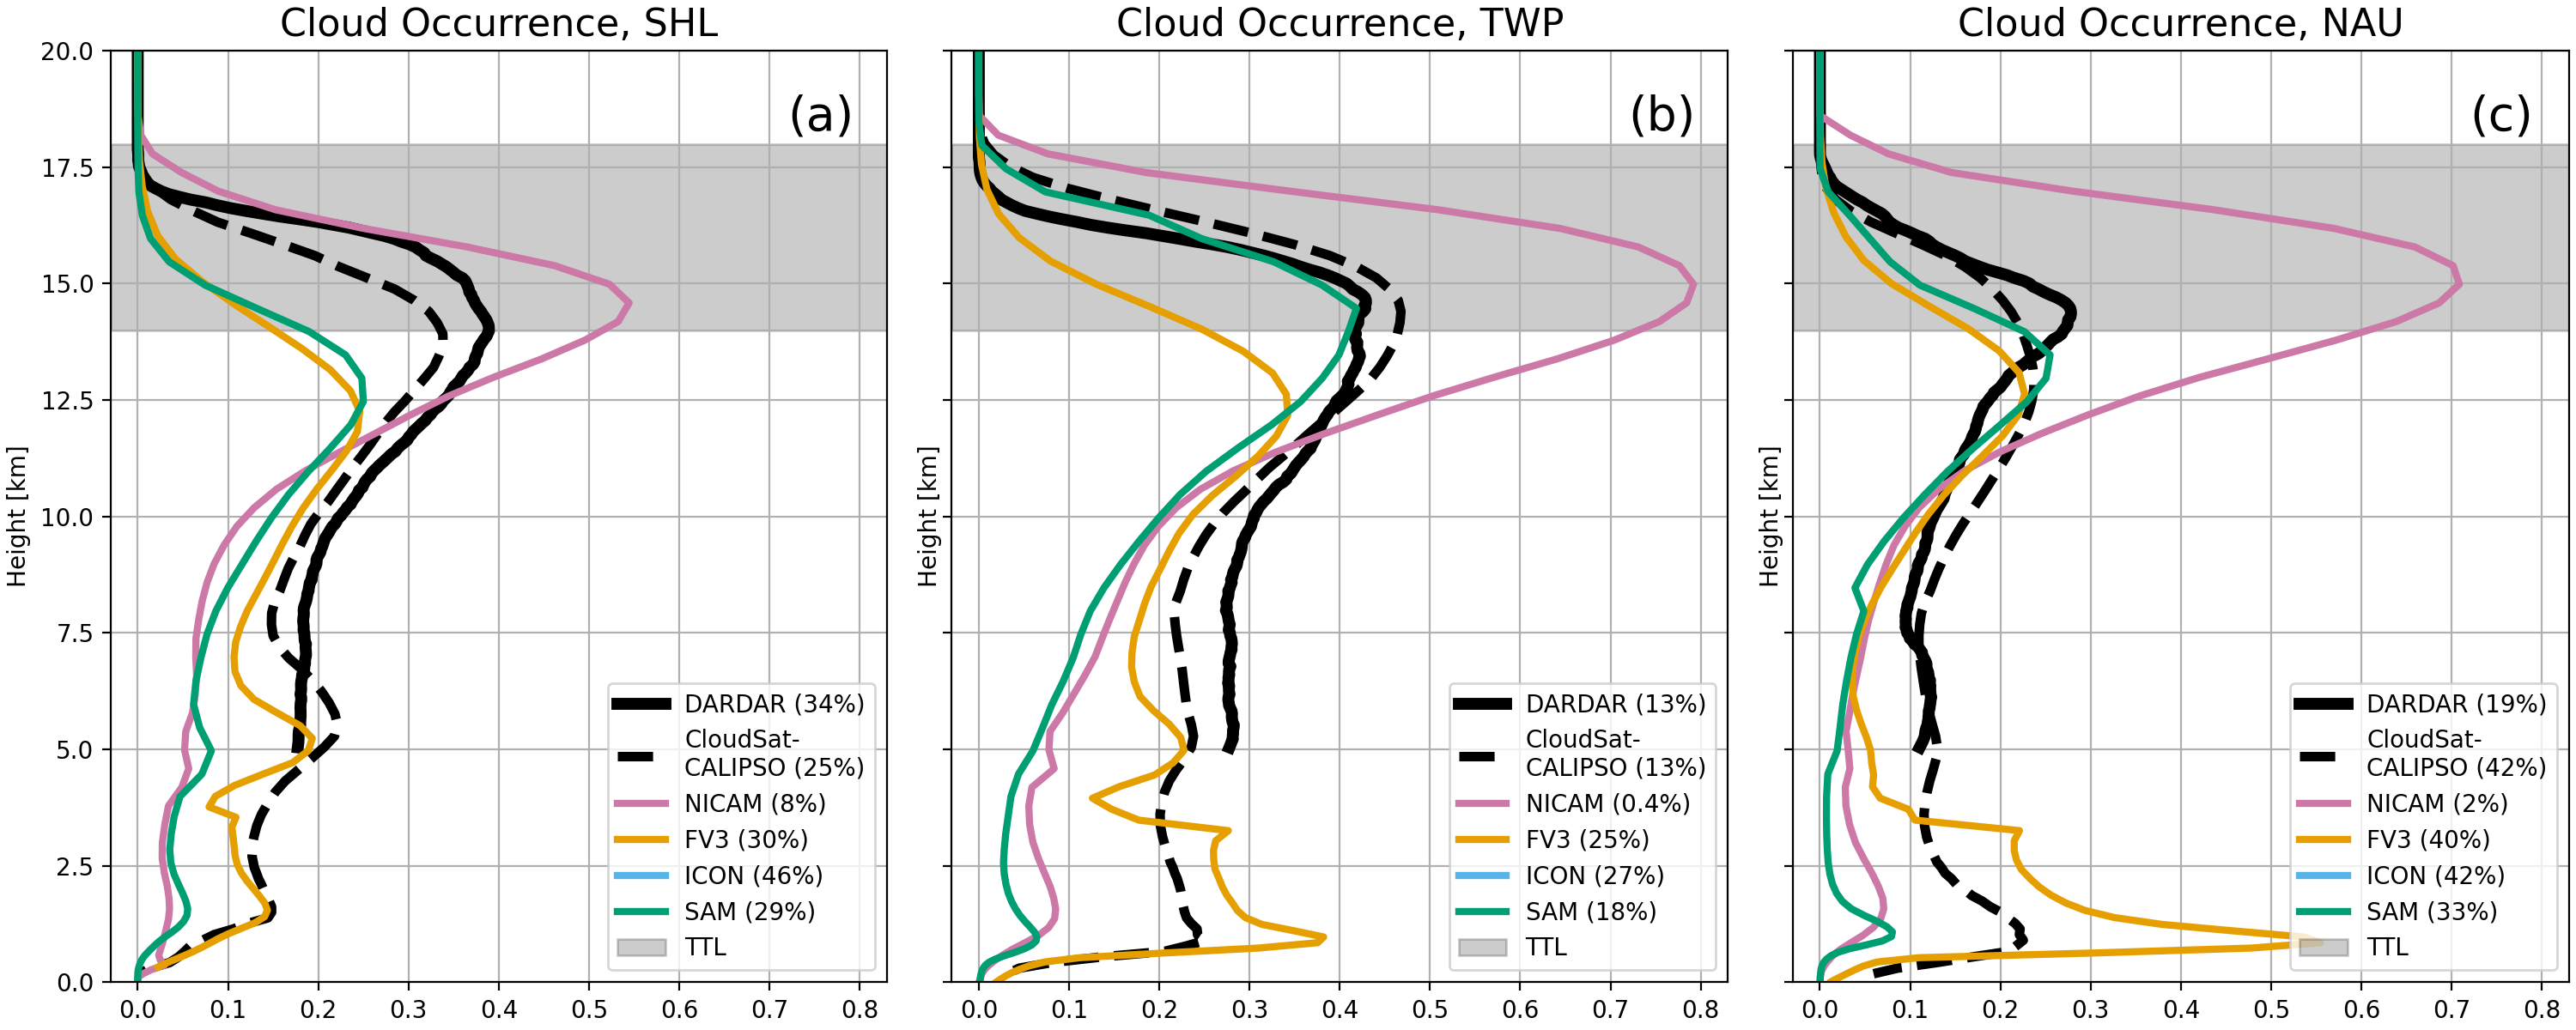 Cloud Occurrence, SHL
20.0
17.5
15.0
12.5
10.0
7.5
5.0
2.5
0.0
Height [km]
(a)
DARDAR (34%)
CloudSat-
CALIPSO (25%)
NICAM (8%)
FV3 (30%)
ICON (46%)
SAM (29%)
TTL
0.0 0.1 0.2 0.3 0.4 0.5 0.6 0.7 0.8
Cloud Occurrence, TWP
Height [km]
(b)
DARDAR (13%)
CloudSat-
CALIPSO (13%)
NICAM (0.4%)
FV3 (25%)
ICON (27%)
SAM (18%)
TTL
0.0 0.1 0.2 0.3 0.4 0.5 0.6 0.7 0.8
Cloud Occurrence, NAU
Height [km]
(c)
DARDAR (19%)
CloudSat-
CALIPSO (42%)
NICAM (2%)
FV3 (40%)
ICON (42%)
SAM (33%)
TTL
0.0 0.1 0.2 0.3 0.4 0.5 0.6 0.7 0.8